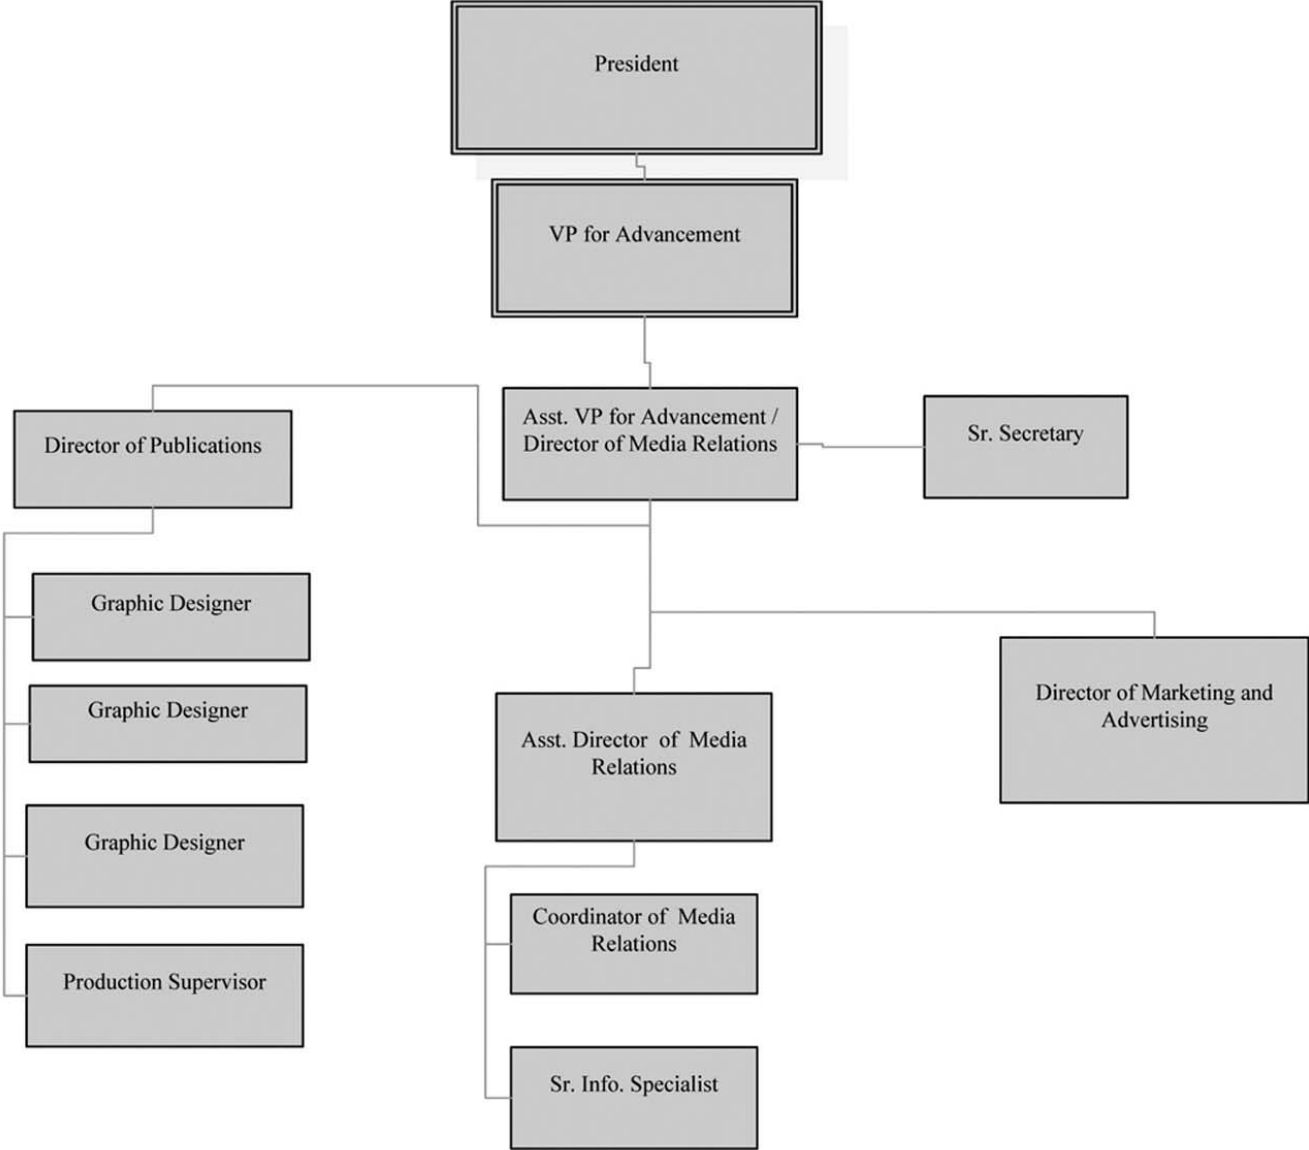 President
VP for Advancement
Asst. VP for Advancement /
Director of Media Relations
Sr. Secretary
Director of Publications
Graphic Designer
Graphic Designer
Graphic Designer
Production Supervisor
Asst. Director of Media
Relations
Coordinator of Media
Relations
Sr. Info. Specialist
Director of Marketing and
Advertising